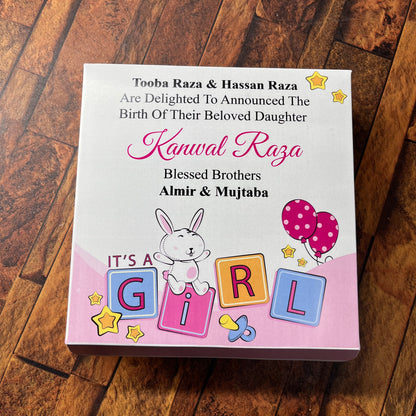 Tooba Raza & Hassan Raza
Are Delighted To Announced The
Birth Of Their Beloved Daughter
Kanwal Raza
Blessed Brothers
Almir & Mujtaba
IT'S A
GiRL